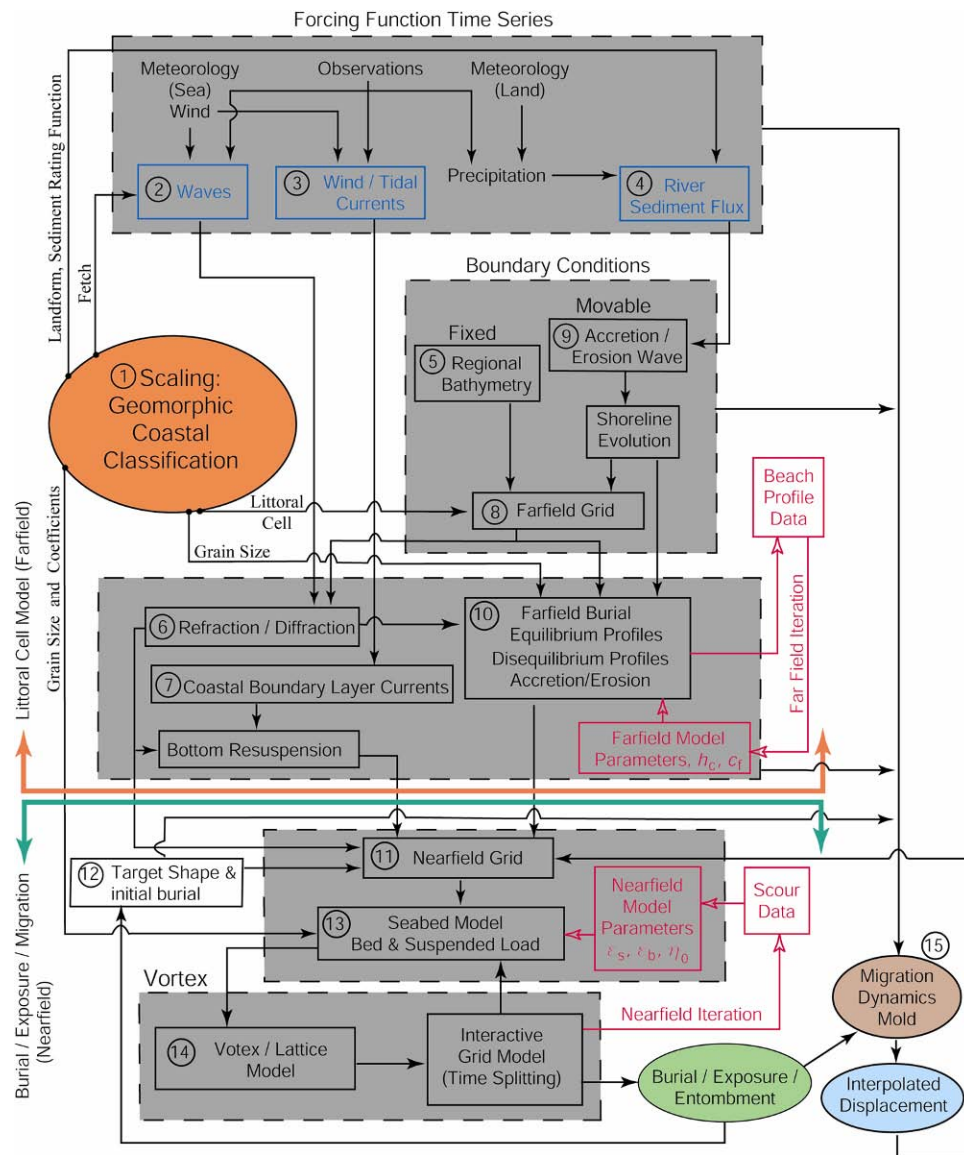 Forcing Function Time Series
Meteorology
(Sea)
Wind
Observations
Meteorology
(Land)
Precipitation
2 Waves
3 Wind / Tidal
Currents
4 River
Sediment Flux
Landform, Sediment Rating Function
Fetch
Boundary Conditions
Fixed
Movable
5 Regional
Bathymetry
9 Accretion /
Erosion Wave
Shoreline
Evolution
8 Farfield Grid
1 Scaling:
Geomorphic
Coastal
Classification
Littoral
Cell
Grain Size
Grain Size and Coefficients
Littoral Cell Model (Farfield)
Beach
Profile
Data
Far Field Iteration
6 Refraction / Diffraction
7 Coastal Boundary Layer Currents
Bottom Resuspension
10 Farfield Burial
Equilibrium Profiles
Disequilibrium Profiles
Accretion/Erosion
Farfield Model
Parameters, hc, cf
Burial / Exposure / Migration
(Nearfield)
11 Nearfield Grid
12 Target Shape &
initial burial
13 Seabed Model
Bed & Suspended Load
Nearfield
Model
Parameters
εs, εb, η0
Scour
Data
Nearfield Iteration
Vortex
14 Votex / Lattice
Model
Interactive
Grid Model
(Time Splitting)
Burial / Exposure /
Entombment
15
Migration
Dynamics
Mold
Interpolated
Displacement